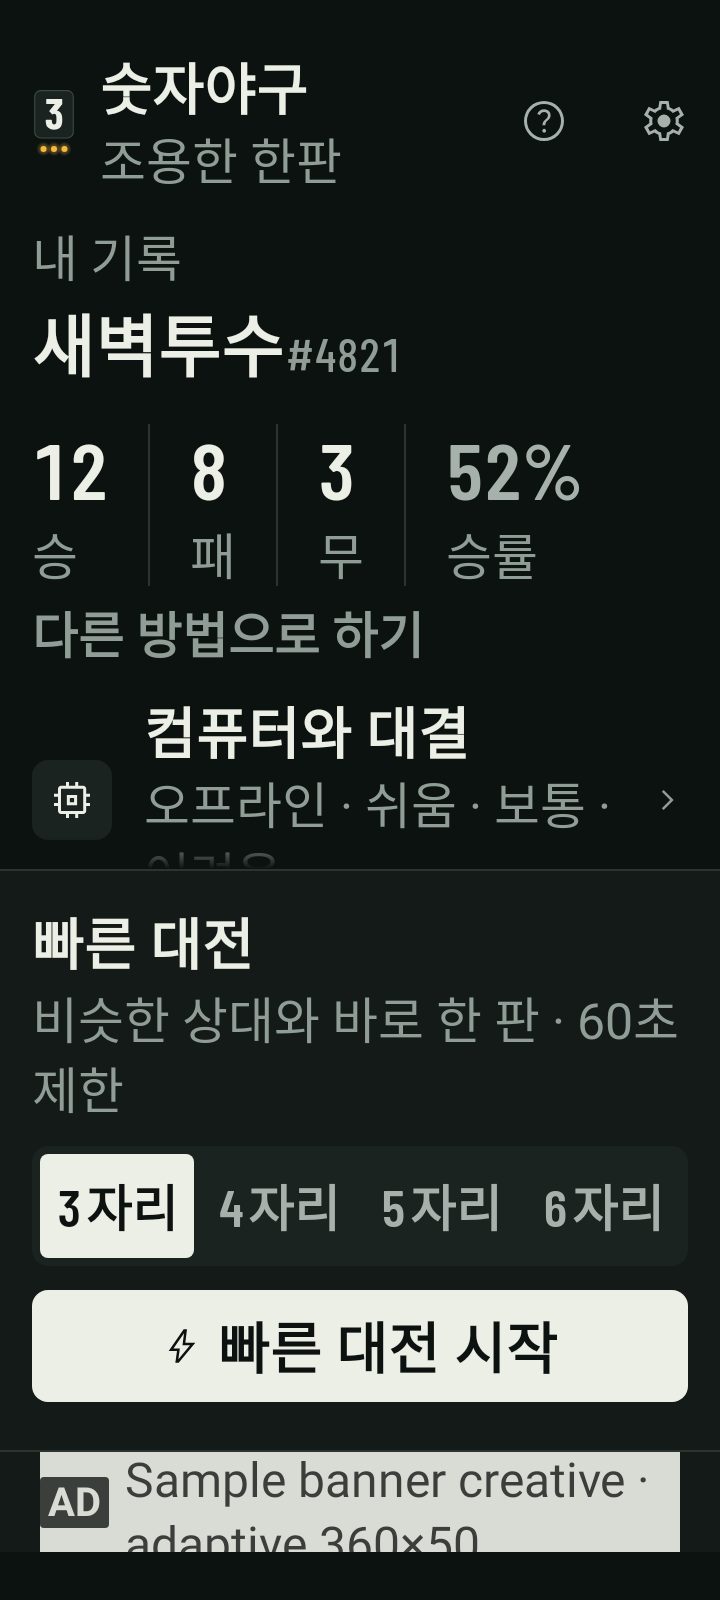 3
숫자야구
조용한 한판
내 기록
새벽투수#4821
12 8 3 52%
승 패 무 승률
다른 방법으로 하기
컴퓨터와 대결
오프라인 · 쉬움 · 보통 ·
빠른 대전
비슷한 상대와 바로 한 판 · 60초
제한
3자리 4자리 5자리 6자리
빠른 대전 시작
AD
Sample banner creative ·
adaptive 360×50